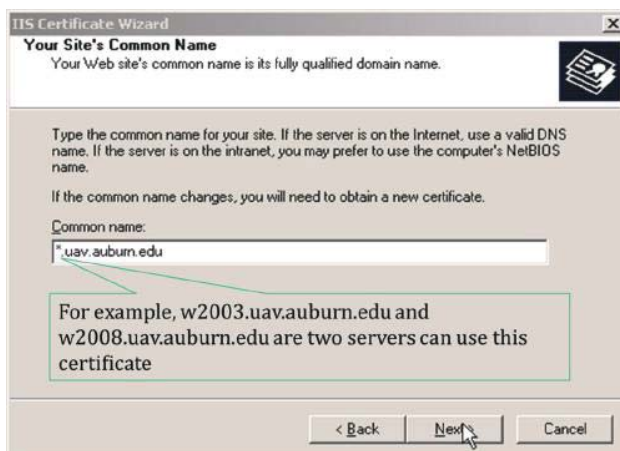 IIS Certificate Wizard
Your Site's Common Name
Your Web site's common name is its fully qualified domain name.
Type the common name for your site. If the server is on the Internet, use a valid DNS
name. If the server is on the intranet, you may prefer to use the computer's NetBIOS
name.
If the common name changes, you will need to obtain a new certificate.
Common name:
*.uav.auburn.edu
For example, w2003.uav.auburn.edu and
w2008.uav.auburn.edu are two servers can use this
certificate
< Back
Next >
Cancel